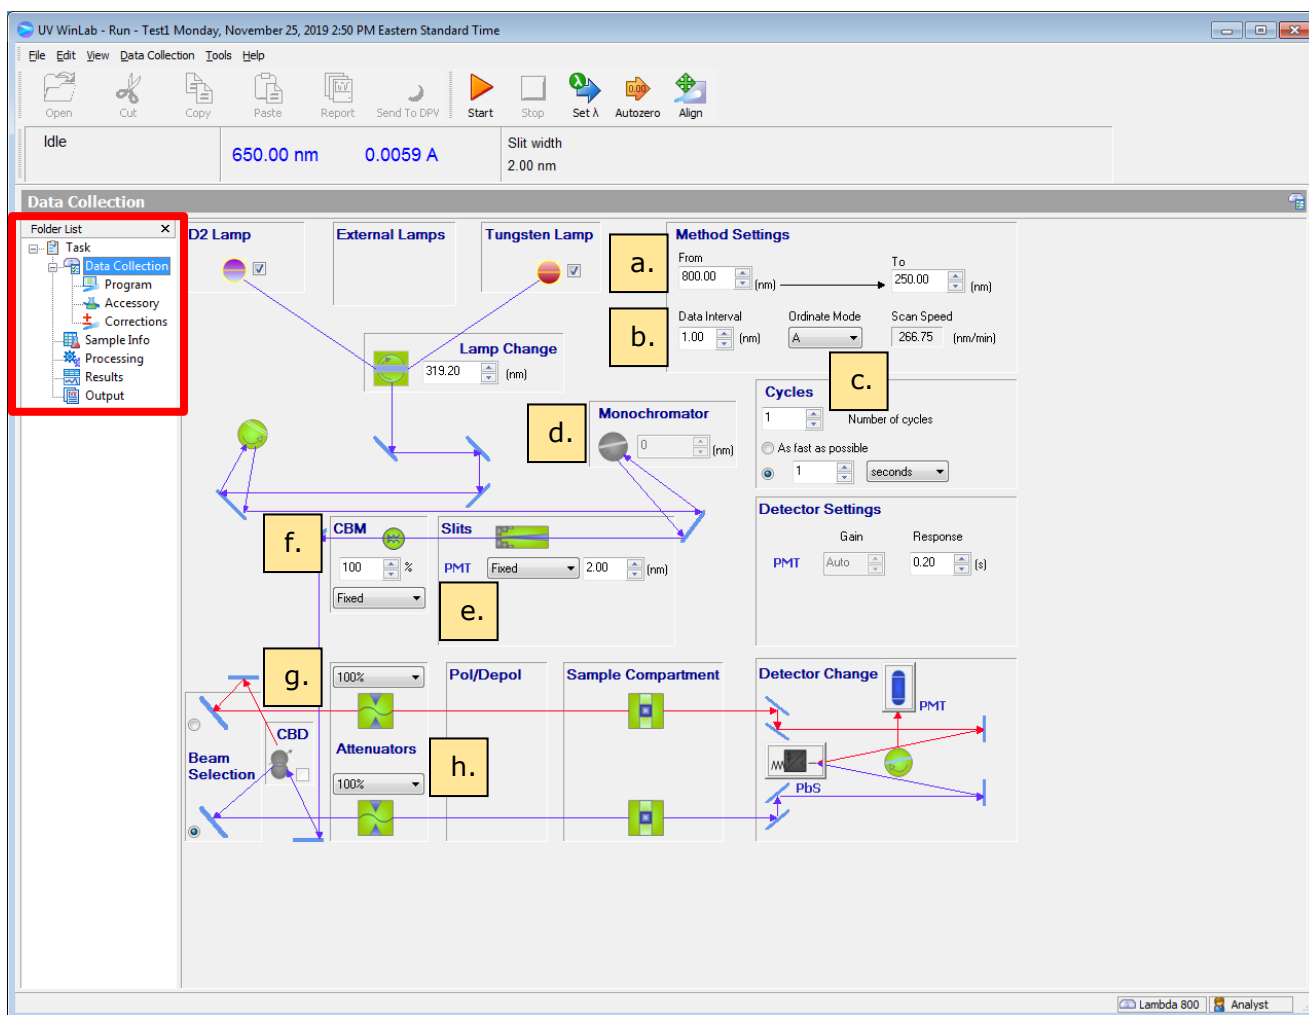 UV WinLab - Run - Test1 Monday, November 25, 2019 2:50 PM Eastern Standard Time
File Edit View Data Collection Tools Help
Open Cut Copy Paste Report Send To DPV Start Stop Set λ Autozero Align
Idle
650.00 nm 0.0059 A
Slit width
2.00 nm
Data Collection
Folder List
Task
Data Collection
Program
Accessory
Corrections
Sample Info
Processing
Results
Output
D2 Lamp
External Lamps
Tungsten Lamp
a.
Method Settings
From To
800.00 (nm) 250.00 (nm)
b.
Data Interval Ordinate Mode Scan Speed
1.00 (nm) A 266.75 (nm/min)
c.
Lamp Change
319.20 (nm)
Cycles
1 Number of cycles
As fast as possible
1 seconds
d.
Monochromator
0 (nm)
Detector Settings
Gain Response
PMT Auto 0.20 (s)
f.
CBM
100 %
Fixed
Slits
PMT Fixed 2.00 (nm)
e.
g.
100%
Attenuators
100%
h.
Pol/Depol
Sample Compartment
Detector Change
PMT
PbS
CBD
Beam
Selection
Lambda 800 Analyst